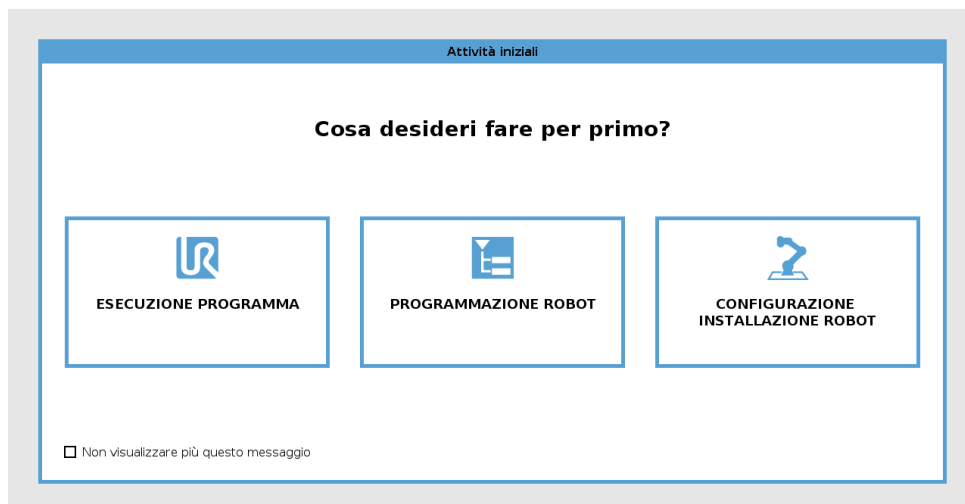 Attività iniziali
Cosa desideri fare per primo?
UR
ESECUZIONE PROGRAMMA
PROGRAMMAZIONE ROBOT
CONFIGURAZIONE
INSTALLAZIONE ROBOT
Non visualizzare più questo messaggio